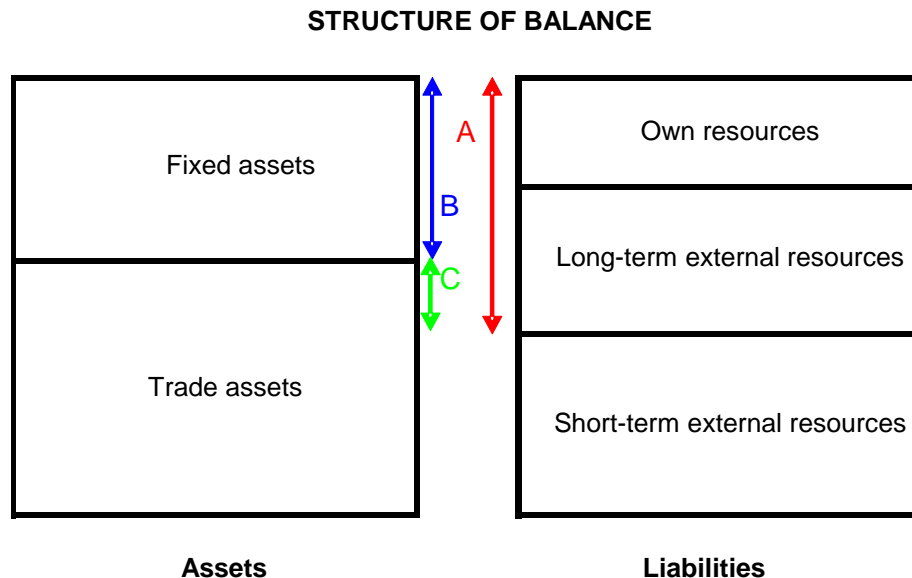 STRUCTURE OF BALANCE
A
Own resources
Fixed assets
B
Long-term external resources
C
Trade assets
Short-term external resources
Assets
Liabilities